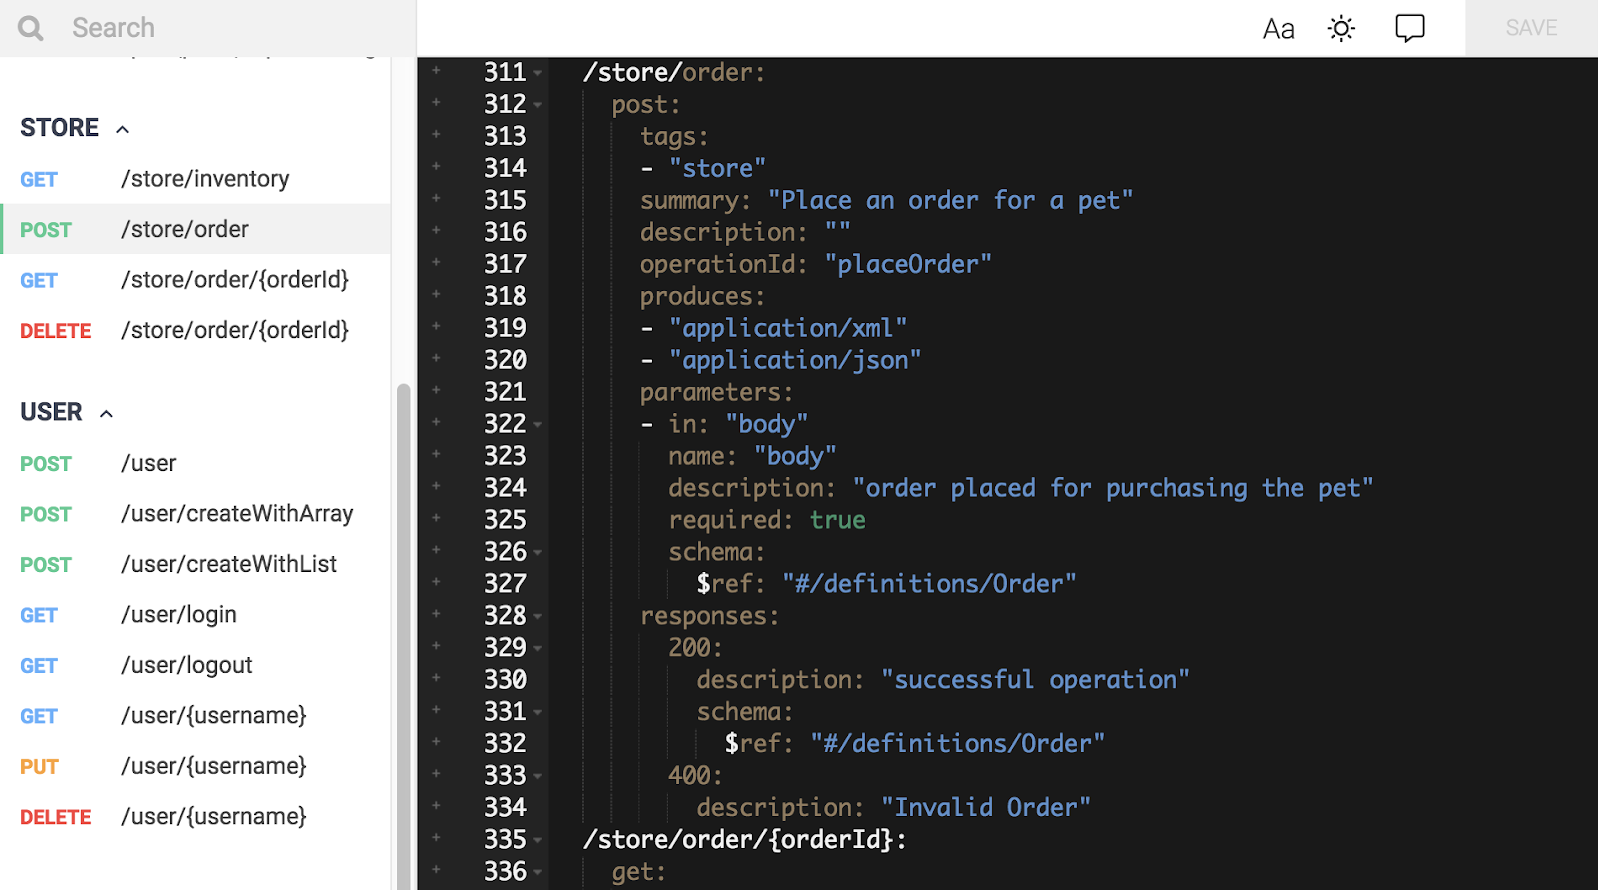 Search
Aa
SAVE
STORE
GET /store/inventory
POST /store/order
GET /store/order/{orderId}
DELETE /store/order/{orderId}
USER
POST /user
POST /user/createWithArray
POST /user/createWithList
GET /user/login
GET /user/logout
GET /user/{username}
PUT /user/{username}
DELETE /user/{username}
311 /store/order:
312 post:
313 tags:
314 - "store"
315 summary: "Place an order for a pet"
316 description: ""
317 operationId: "placeOrder"
318 produces:
319 - "application/xml"
320 - "application/json"
321 parameters:
322 - in: "body"
323 name: "body"
324 description: "order placed for purchasing the pet"
325 required: true
326 schema:
327 $ref: "#/definitions/Order"
328 responses:
329 200:
330 description: "successful operation"
331 schema:
332 $ref: "#/definitions/Order"
333 400:
334 description: "Invalid Order"
335 /store/order/{orderId}:
336 get: